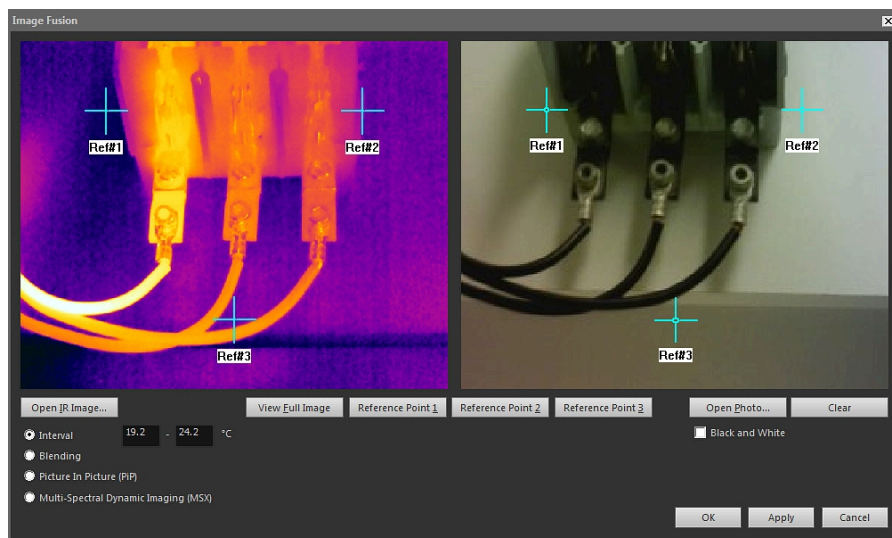 Image Fusion
Ref#1
Ref#2
Ref#3
Ref#1
Ref#2
Ref#3
Open IR Image...
View Full Image
Reference Point 1
Reference Point 2
Reference Point 3
Open Photo...
Clear
Interval 19.2 - 24.2 °C
Black and White
Blending
Picture In Picture (PiP)
Multi-Spectral Dynamic Imaging (MSX)
OK
Apply
Cancel